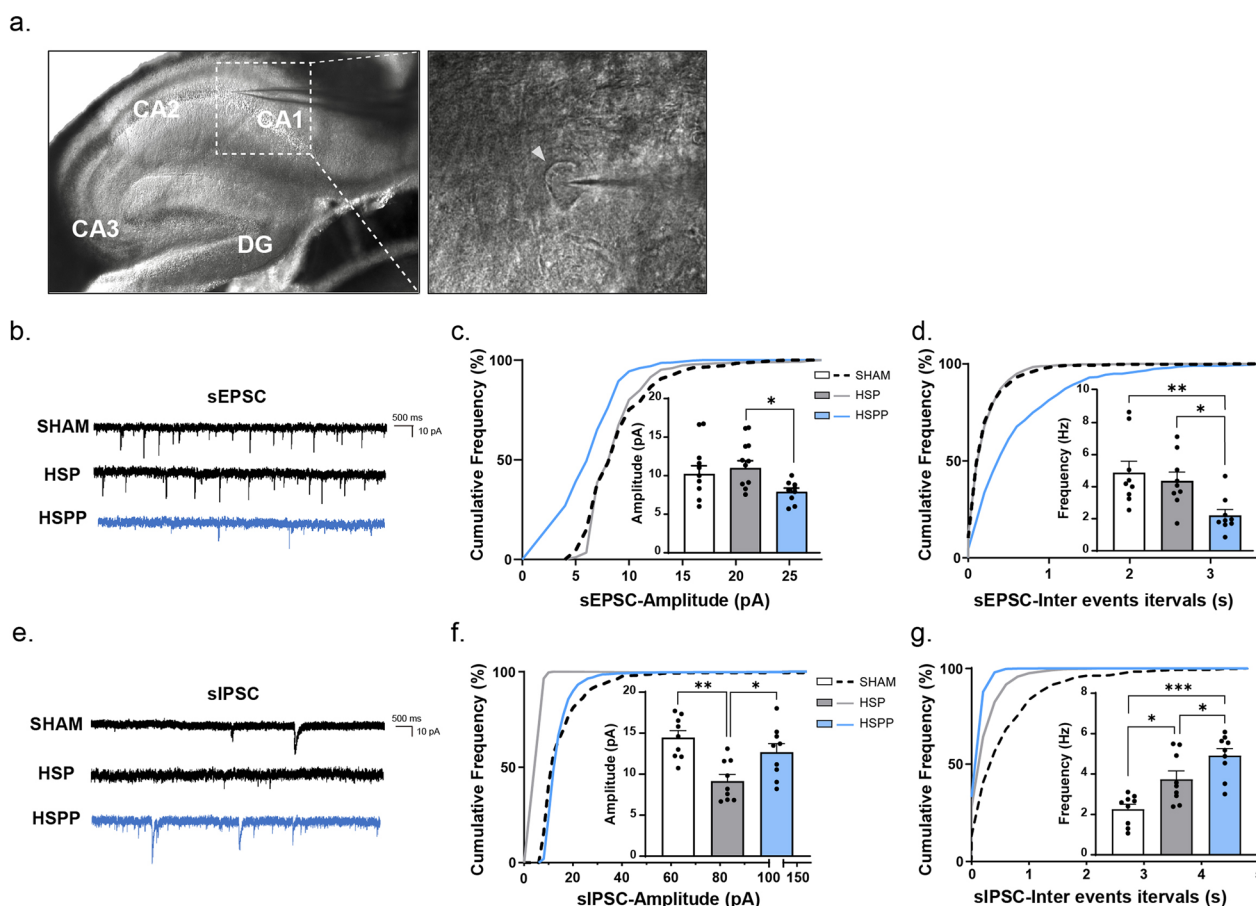 a.
CA2
CA1
CA3
DG
b.
sEPSC
SHAM
HSP
HSPP
500 ms
10 pA
c.
Cumulative Frequency (%)
100
50
0
0 5 10 15 20 25
sEPSC-Amplitude (pA)
Amplitude (pA)
20
15
10
5
0
*
SHAM
HSP
HSPP
d.
Cumulative Frequency (%)
100
50
0
0 1 2 3
sEPSC-Inter events itervals (s)
Frequency (Hz)
10
8
6
4
2
0
**
*
e.
sIPSC
SHAM
HSP
HSPP
500 ms
10 pA
f.
Cumulative Frequency (%)
100
50
0
0 20 40 60 80 100 150
sIPSC-Amplitude (pA)
Amplitude (pA)
20
15
10
5
0
** *
SHAM
HSP
HSPP
g.
Cumulative Frequency (%)
100
50
0
0 1 2 3 4
sIPSC-Inter events itervals (s)
Frequency (Hz)
8
6
4
2
0
***
* *